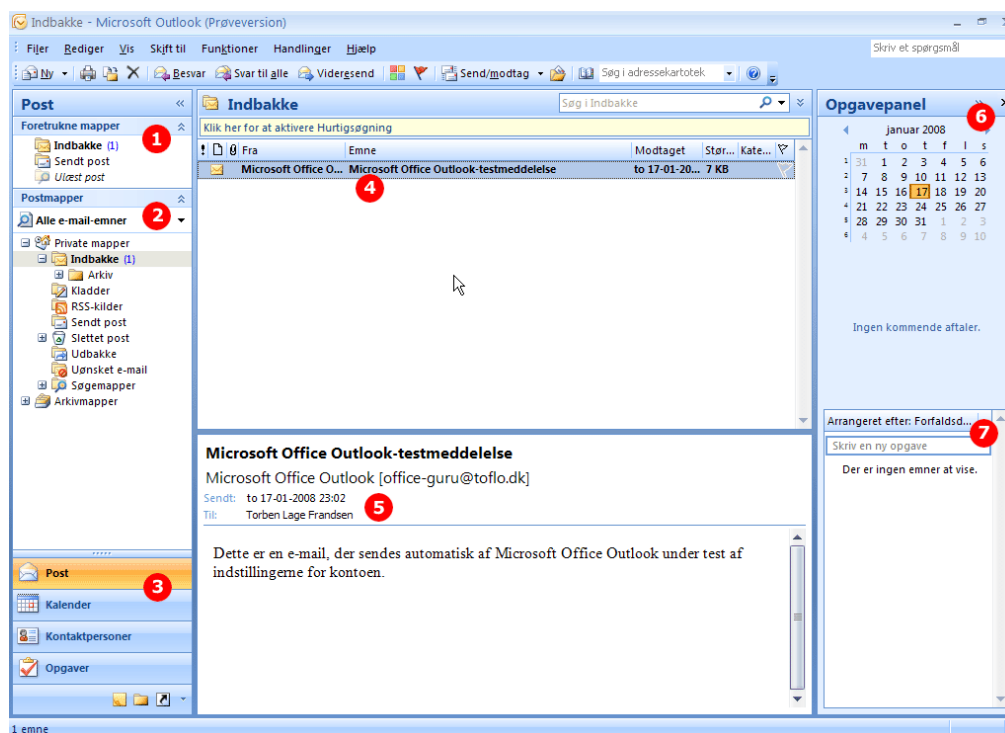 Indbakke - Microsoft Outlook (Prøveversion)
Filer Rediger Vis Skift til Funktioner Handlinger Hjælp Skriv et spørgsmål
Ny Besvar Svar til alle Videresend Send/modtag Søg i adressekartotek
Post «
Foretrukne mapper
1
Indbakke (1)
Sendt post
Ulæst post
Postmapper
2
Alle e-mail-emner
Private mapper
Indbakke (1)
Arkiv
Kladder
RSS-kilder
Sendt post
Slettet post
Udbakke
Uønsket e-mail
Søgemapper
Arkivmapper
Post
3
Kalender
Kontaktpersoner
Opgaver
Indbakke Søg i Indbakke
Klik her for at aktivere Hurtigsøgning
! Fra Emne Modtaget Stør... Kate...
Microsoft Office O... Microsoft Office Outlook-testmeddelelse to 17-01-20... 7 KB
4
Microsoft Office Outlook-testmeddelelse
Microsoft Office Outlook [office-guru@toflo.dk]
Sendt: to 17-01-2008 23:02
Til: Torben Lage Frandsen
5
Dette er en e-mail, der sendes automatisk af Microsoft Office Outlook under test af
indstillingerne for kontoen.
Opgavepanel
6
januar 2008
m t o t f l s
1 31 1 2 3 4 5 6
2 7 8 9 10 11 12 13
3 14 15 16 17 18 19 20
4 21 22 23 24 25 26 27
5 28 29 30 31 1 2 3
6 4 5 6 7 8 9 10
Ingen kommende aftaler.
Arrangeret efter: Forfaldsd...
7
Skriv en ny opgave
Der er ingen emner at vise.
1 emne